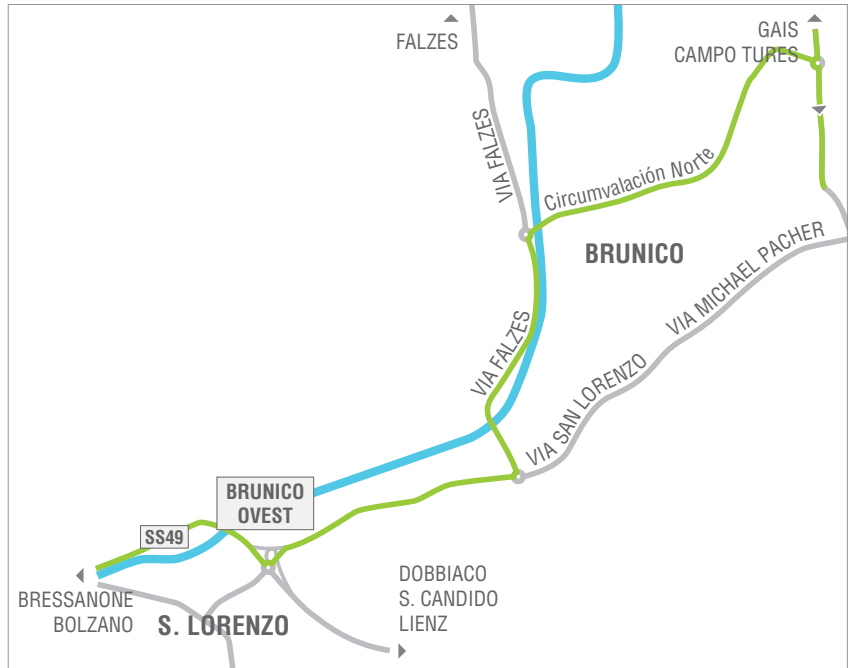 GAIS
CAMPO TURES
FALZES
VIA FALZES
Circumvalación Norte
BRUNICO
VIA MICHAEL PACHER
VIA FALZES
VIA SAN LORENZO
BRUNICO
OVEST
SS49
BRESSANONE
BOLZANO
S. LORENZO
DOBBIACO
S. CANDIDO
LIENZ